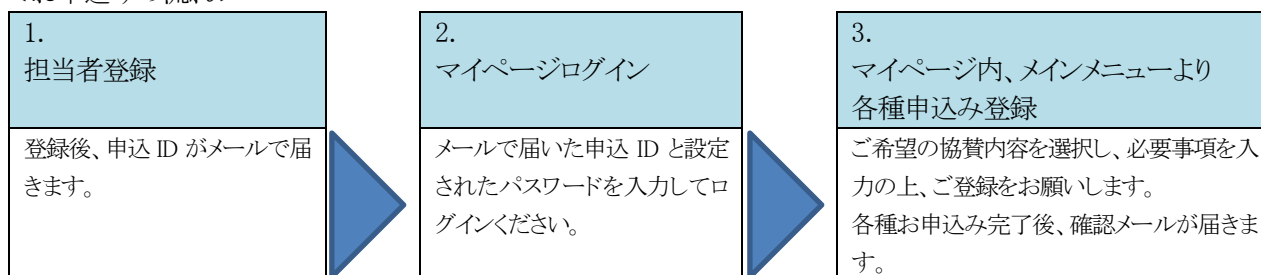 1.
担当者登録
登録後、申込 ID がメールで届
きます。
2.
マイページログイン
メールで届いた申込 ID と設定
されたパスワードを入力してロ
グインください。
3.
マイページ内、メインメニューより
各種申込み登録
ご希望の協賛内容を選択し、必要事項を入
力の上、ご登録をお願いします。
各種お申込み完了後、確認メールが届きま
す。